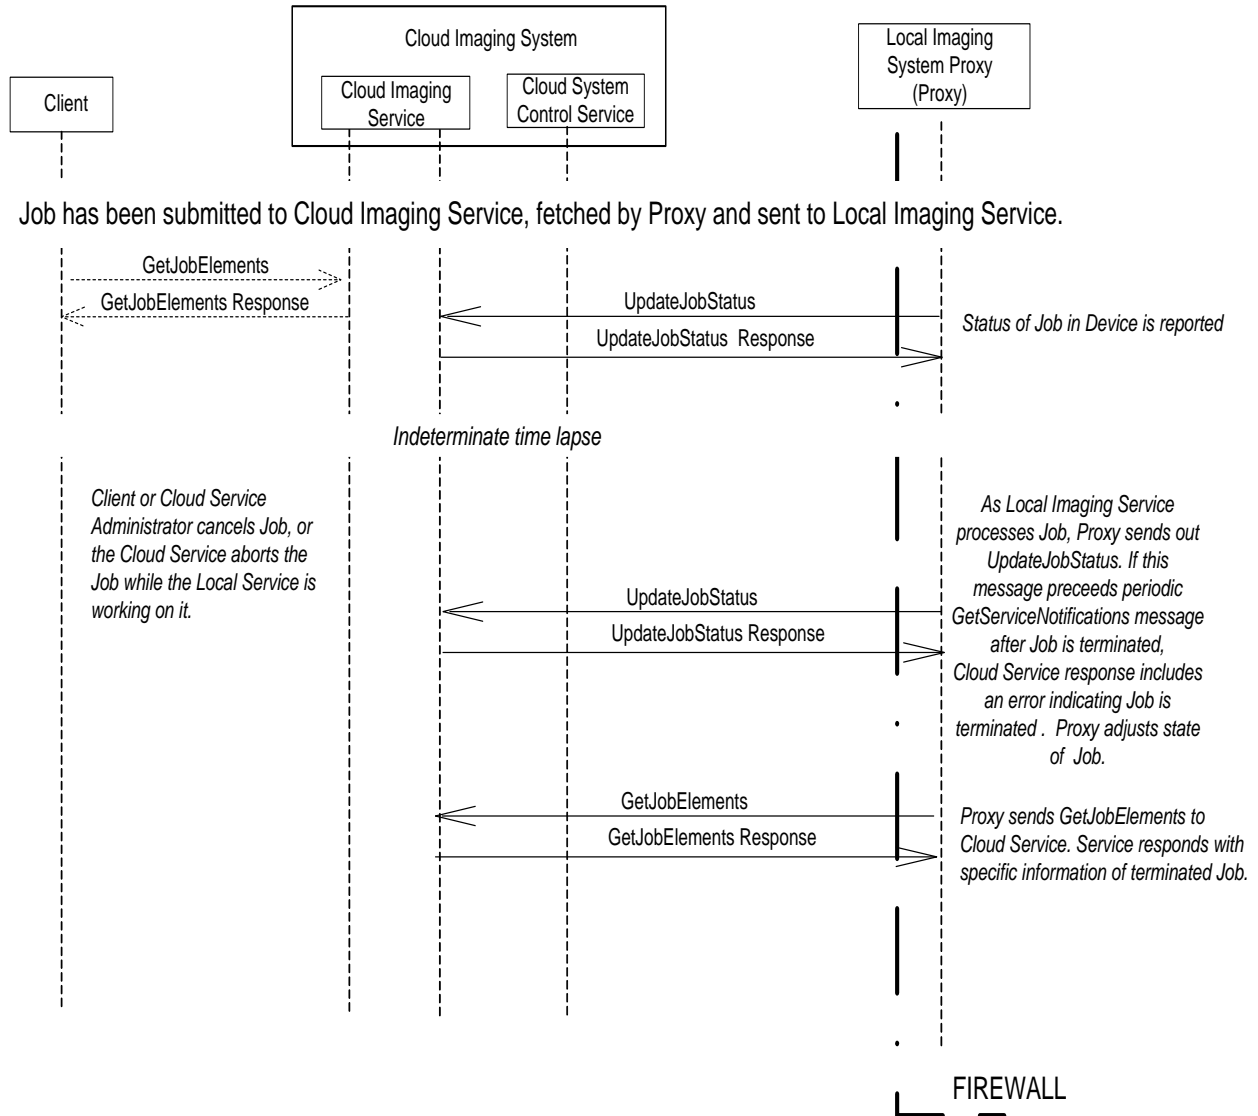 Cloud Imaging System
Local Imaging
System Proxy
(Proxy)
Client
Cloud Imaging
Service
Cloud System
Control Service
Job has been submitted to Cloud Imaging Service, fetched by Proxy and sent to Local Imaging Service.
GetJobElements
GetJobElements Response
UpdateJobStatus
UpdateJobStatus Response
Status of Job in Device is reported
Indeterminate time lapse
Client or Cloud Service
Administrator cancels Job, or
the Cloud Service aborts the
Job while the Local Service is
working on it.
As Local Imaging Service
processes Job, Proxy sends out
UpdateJobStatus. If this
message preceeds periodic
GetServiceNotifications message
after Job is terminated,
Cloud Service response includes
an error indicating Job is
terminated . Proxy adjusts state
of Job.
UpdateJobStatus
UpdateJobStatus Response
GetJobElements
GetJobElements Response
Proxy sends GetJobElements to
Cloud Service. Service responds with
specific information of terminated Job.
FIREWALL